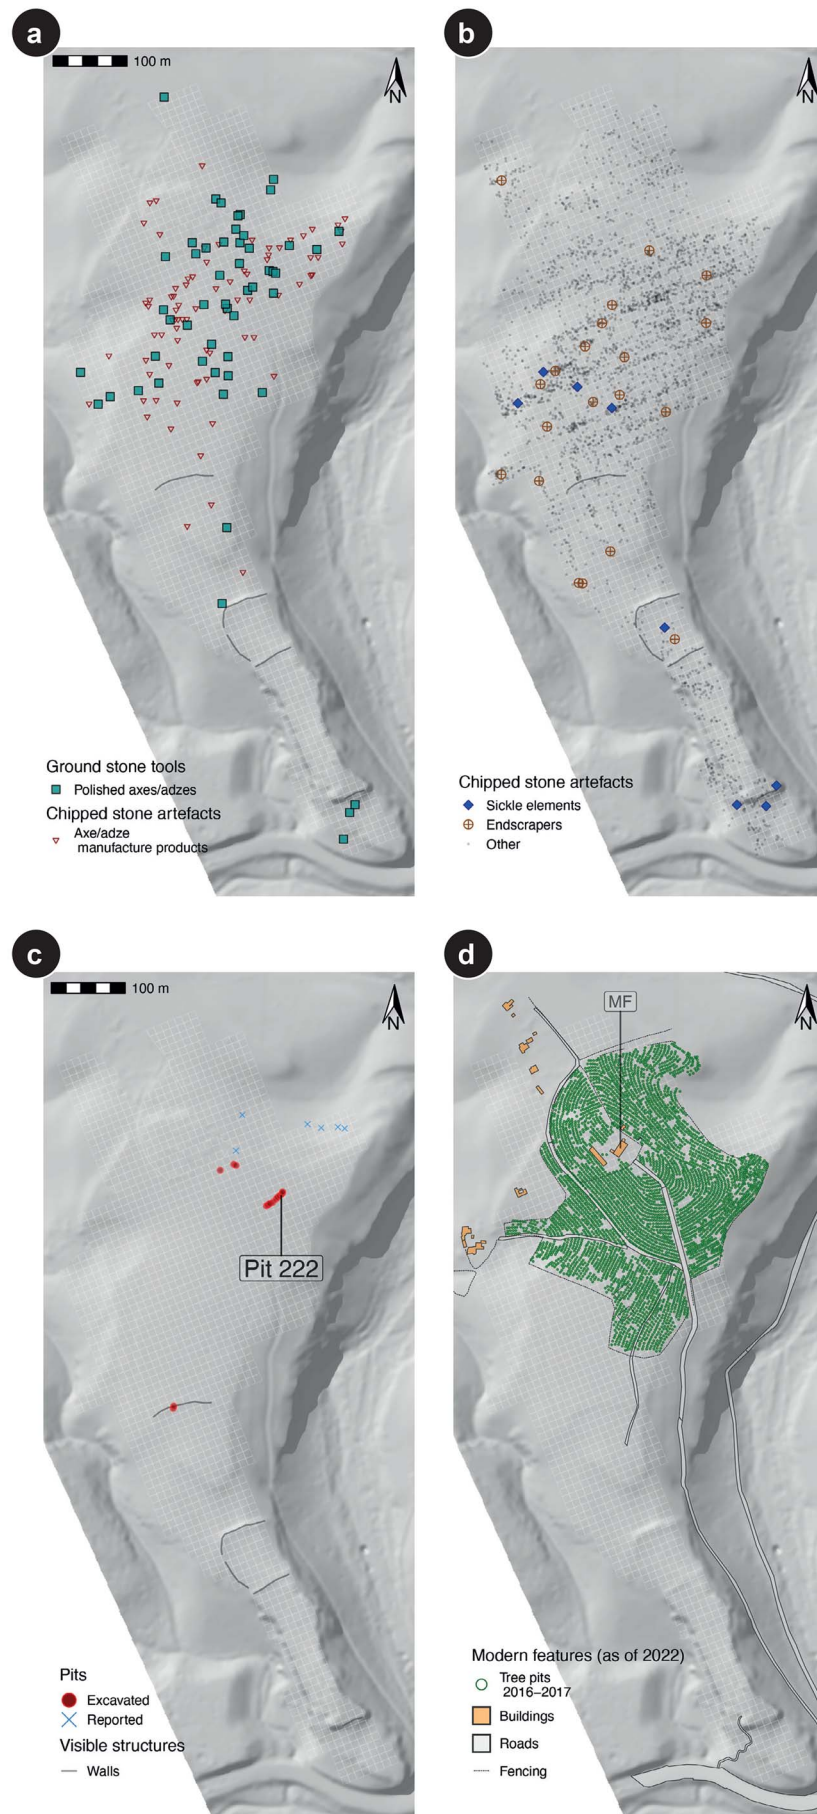 a
100 m
N
Ground stone tools
Polished axes/adzes
Chipped stone artefacts
Axe/adze
manufacture products
b
N
Chipped stone artefacts
Sickle elements
Endscrapers
Other
c
100 m
N
Pit 222
Pits
Excavated
Reported
Visible structures
Walls
d
N
MF
Modern features (as of 2022)
Tree pits
2016–2017
Buildings
Roads
Fencing